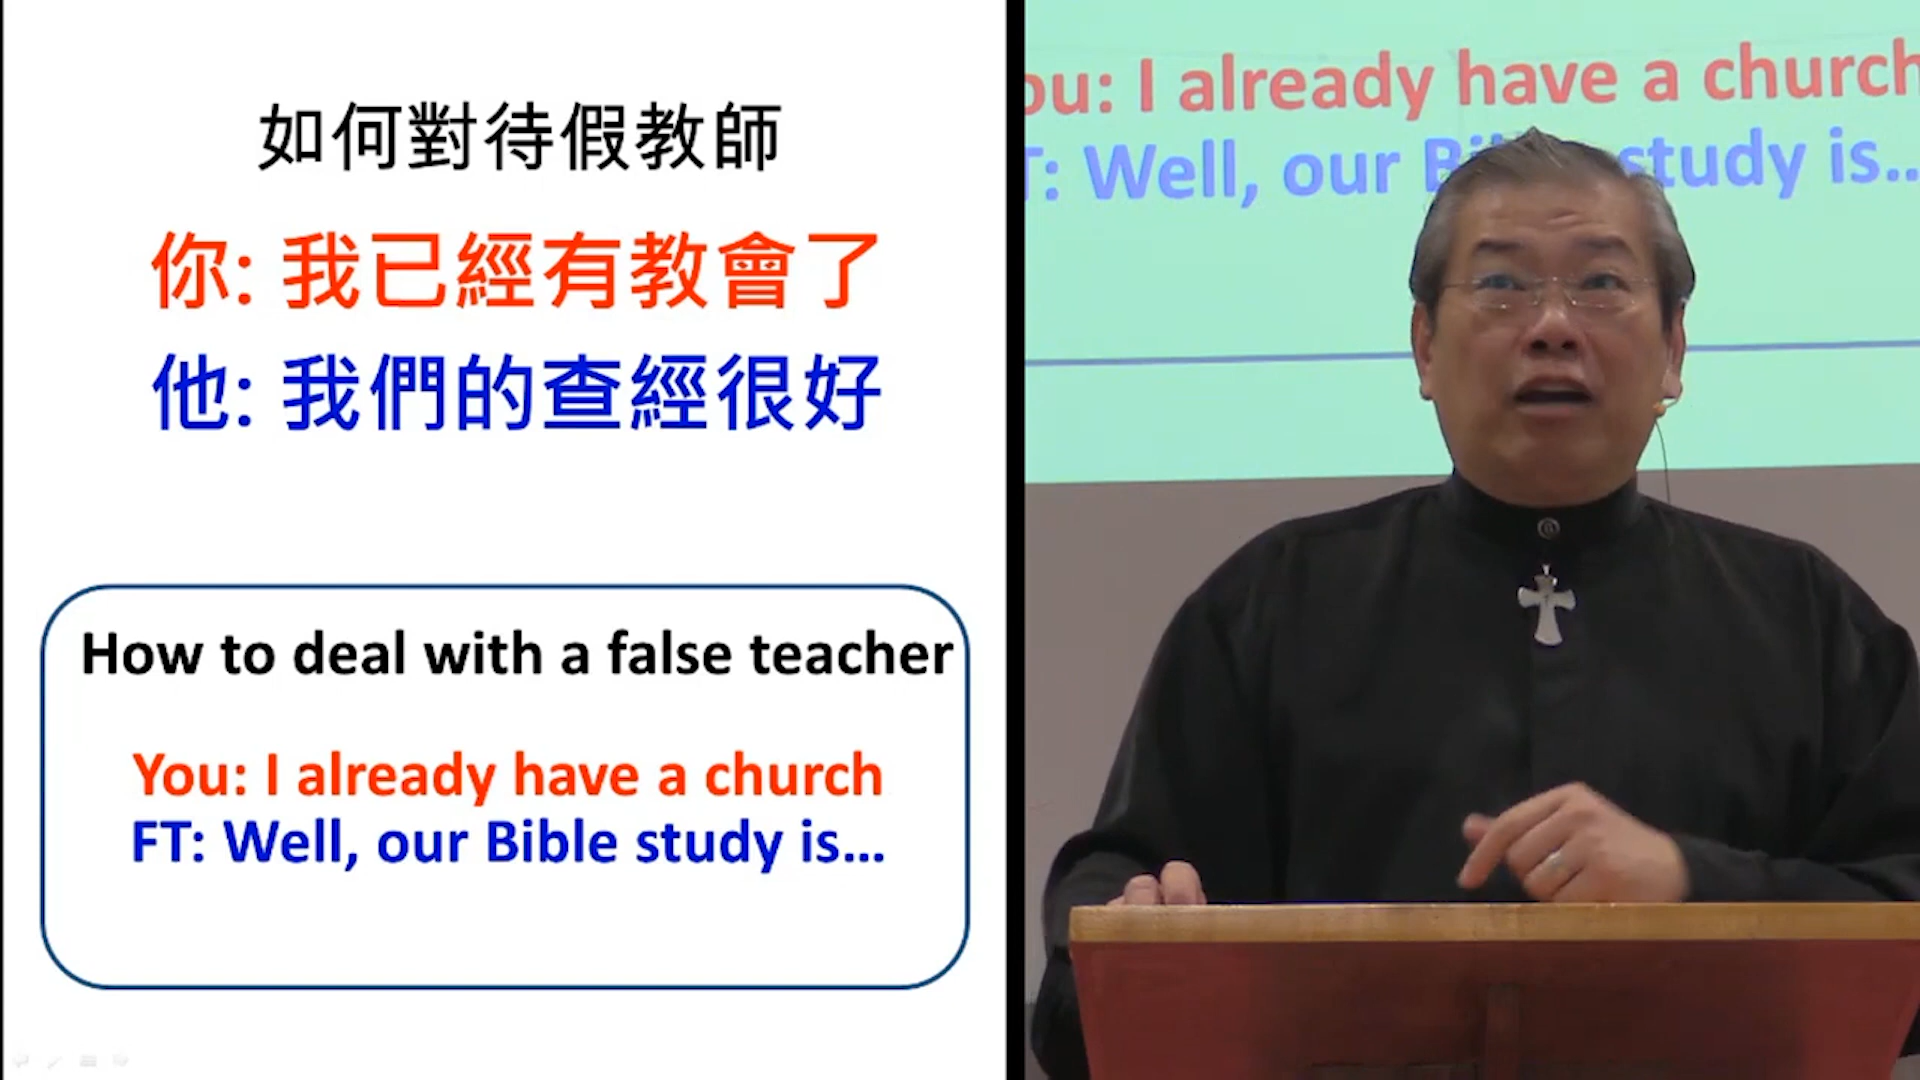 如何對待假教師
你: 我已經有教會了
他: 我們的查經很好
How to deal with a false teacher
You: I already have a church
FT: Well, our Bible study is...
ou: I already have a church
T: Well, our Bi study is...